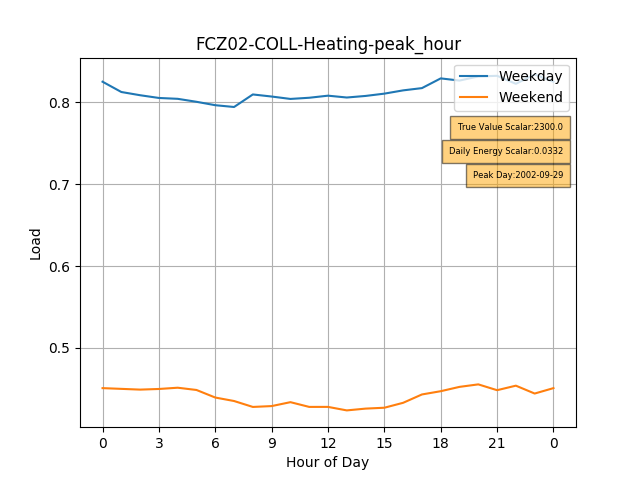 FCZ02-COLL-Heating-peak_hour
Load
0.8
0.7
0.6
0.5
Weekday
Weekend
True Value Scalar:2300.0
Daily Energy Scalar:0.0332
Peak Day:2002-09-29
0 3 6 9 12 15 18 21 0
Hour of Day